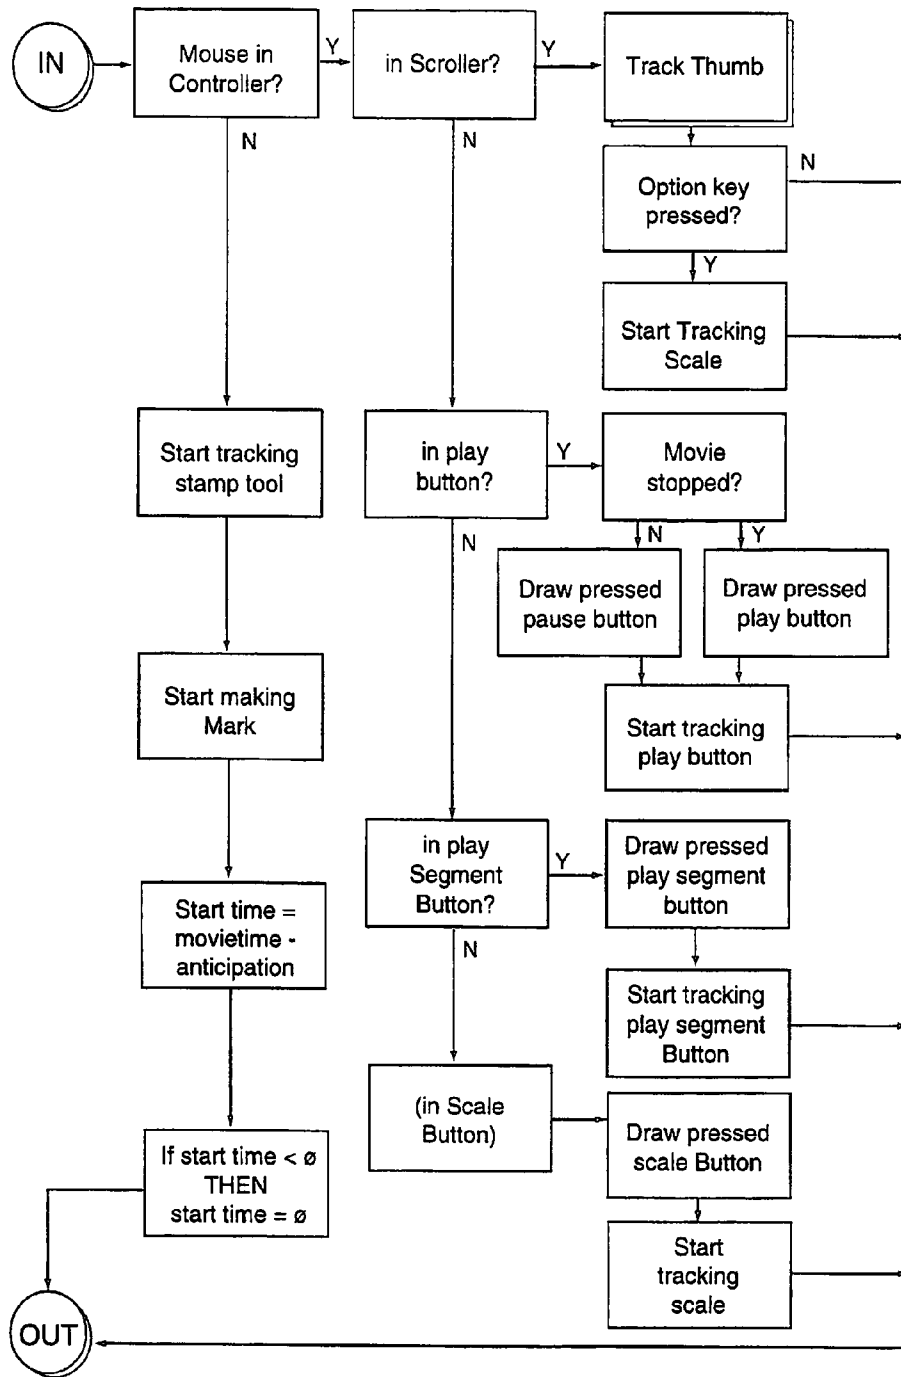 IN
Mouse in
Controller?
Y
in Scroller?
Y
Track Thumb
N
N
Option key
pressed?
N
Y
Start Tracking
Scale
Start tracking
stamp tool
in play
button?
Y
Movie
stopped?
N
N
Y
Draw pressed
pause button
Draw pressed
play button
Start making
Mark
Start tracking
play button
in play
Segment
Button?
Y
Draw pressed
play segment
button
Start time =
movietime -
anticipation
N
Start tracking
play segment
Button
(in Scale
Button)
Draw pressed
scale Button
If start time < ø
THEN
start time = ø
Start
tracking
scale
OUT